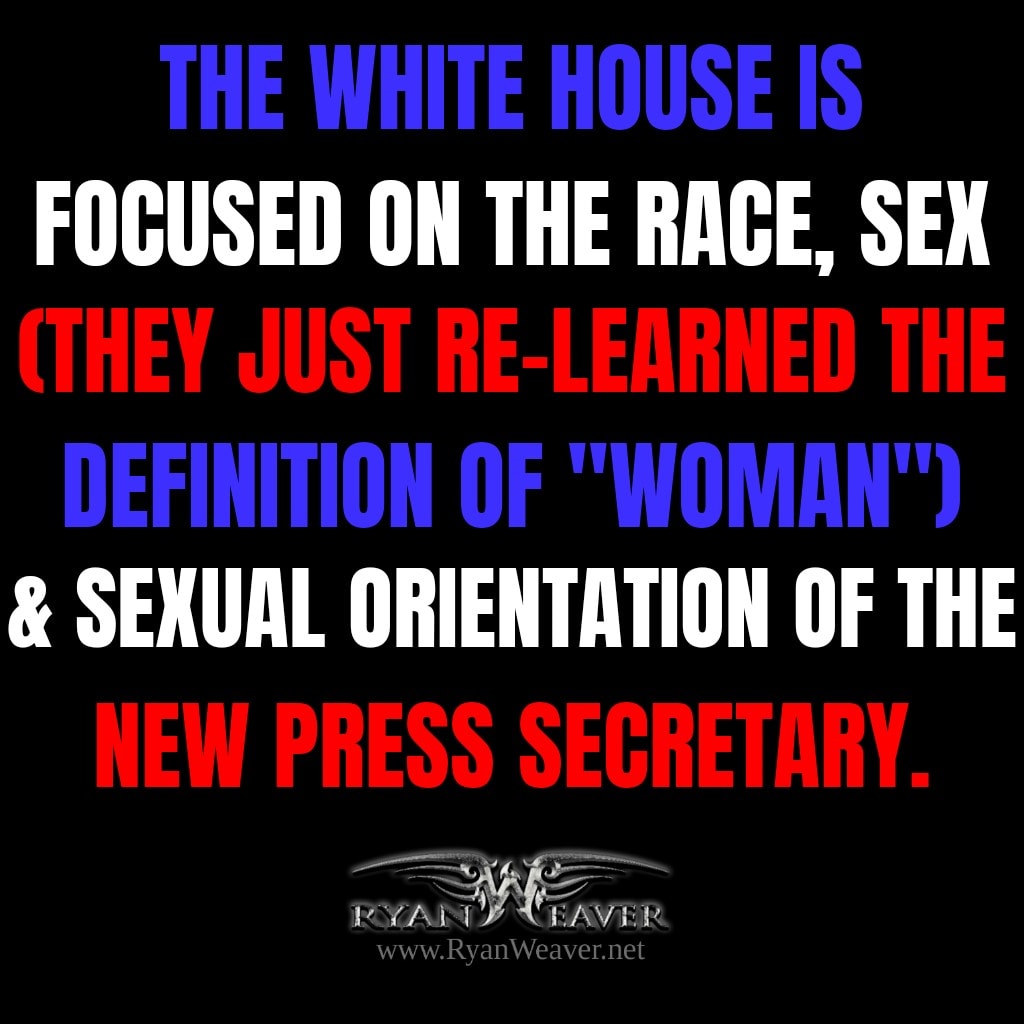 THE WHITE HOUSE IS
FOCUSED ON THE RACE, SEX
(THEY JUST RE-LEARNED THE
DEFINITION OF "WOMAN")
& SEXUAL ORIENTATION OF THE
NEW PRESS SECRETARY.
RYAN WEAVER
www.RyanWeaver.net